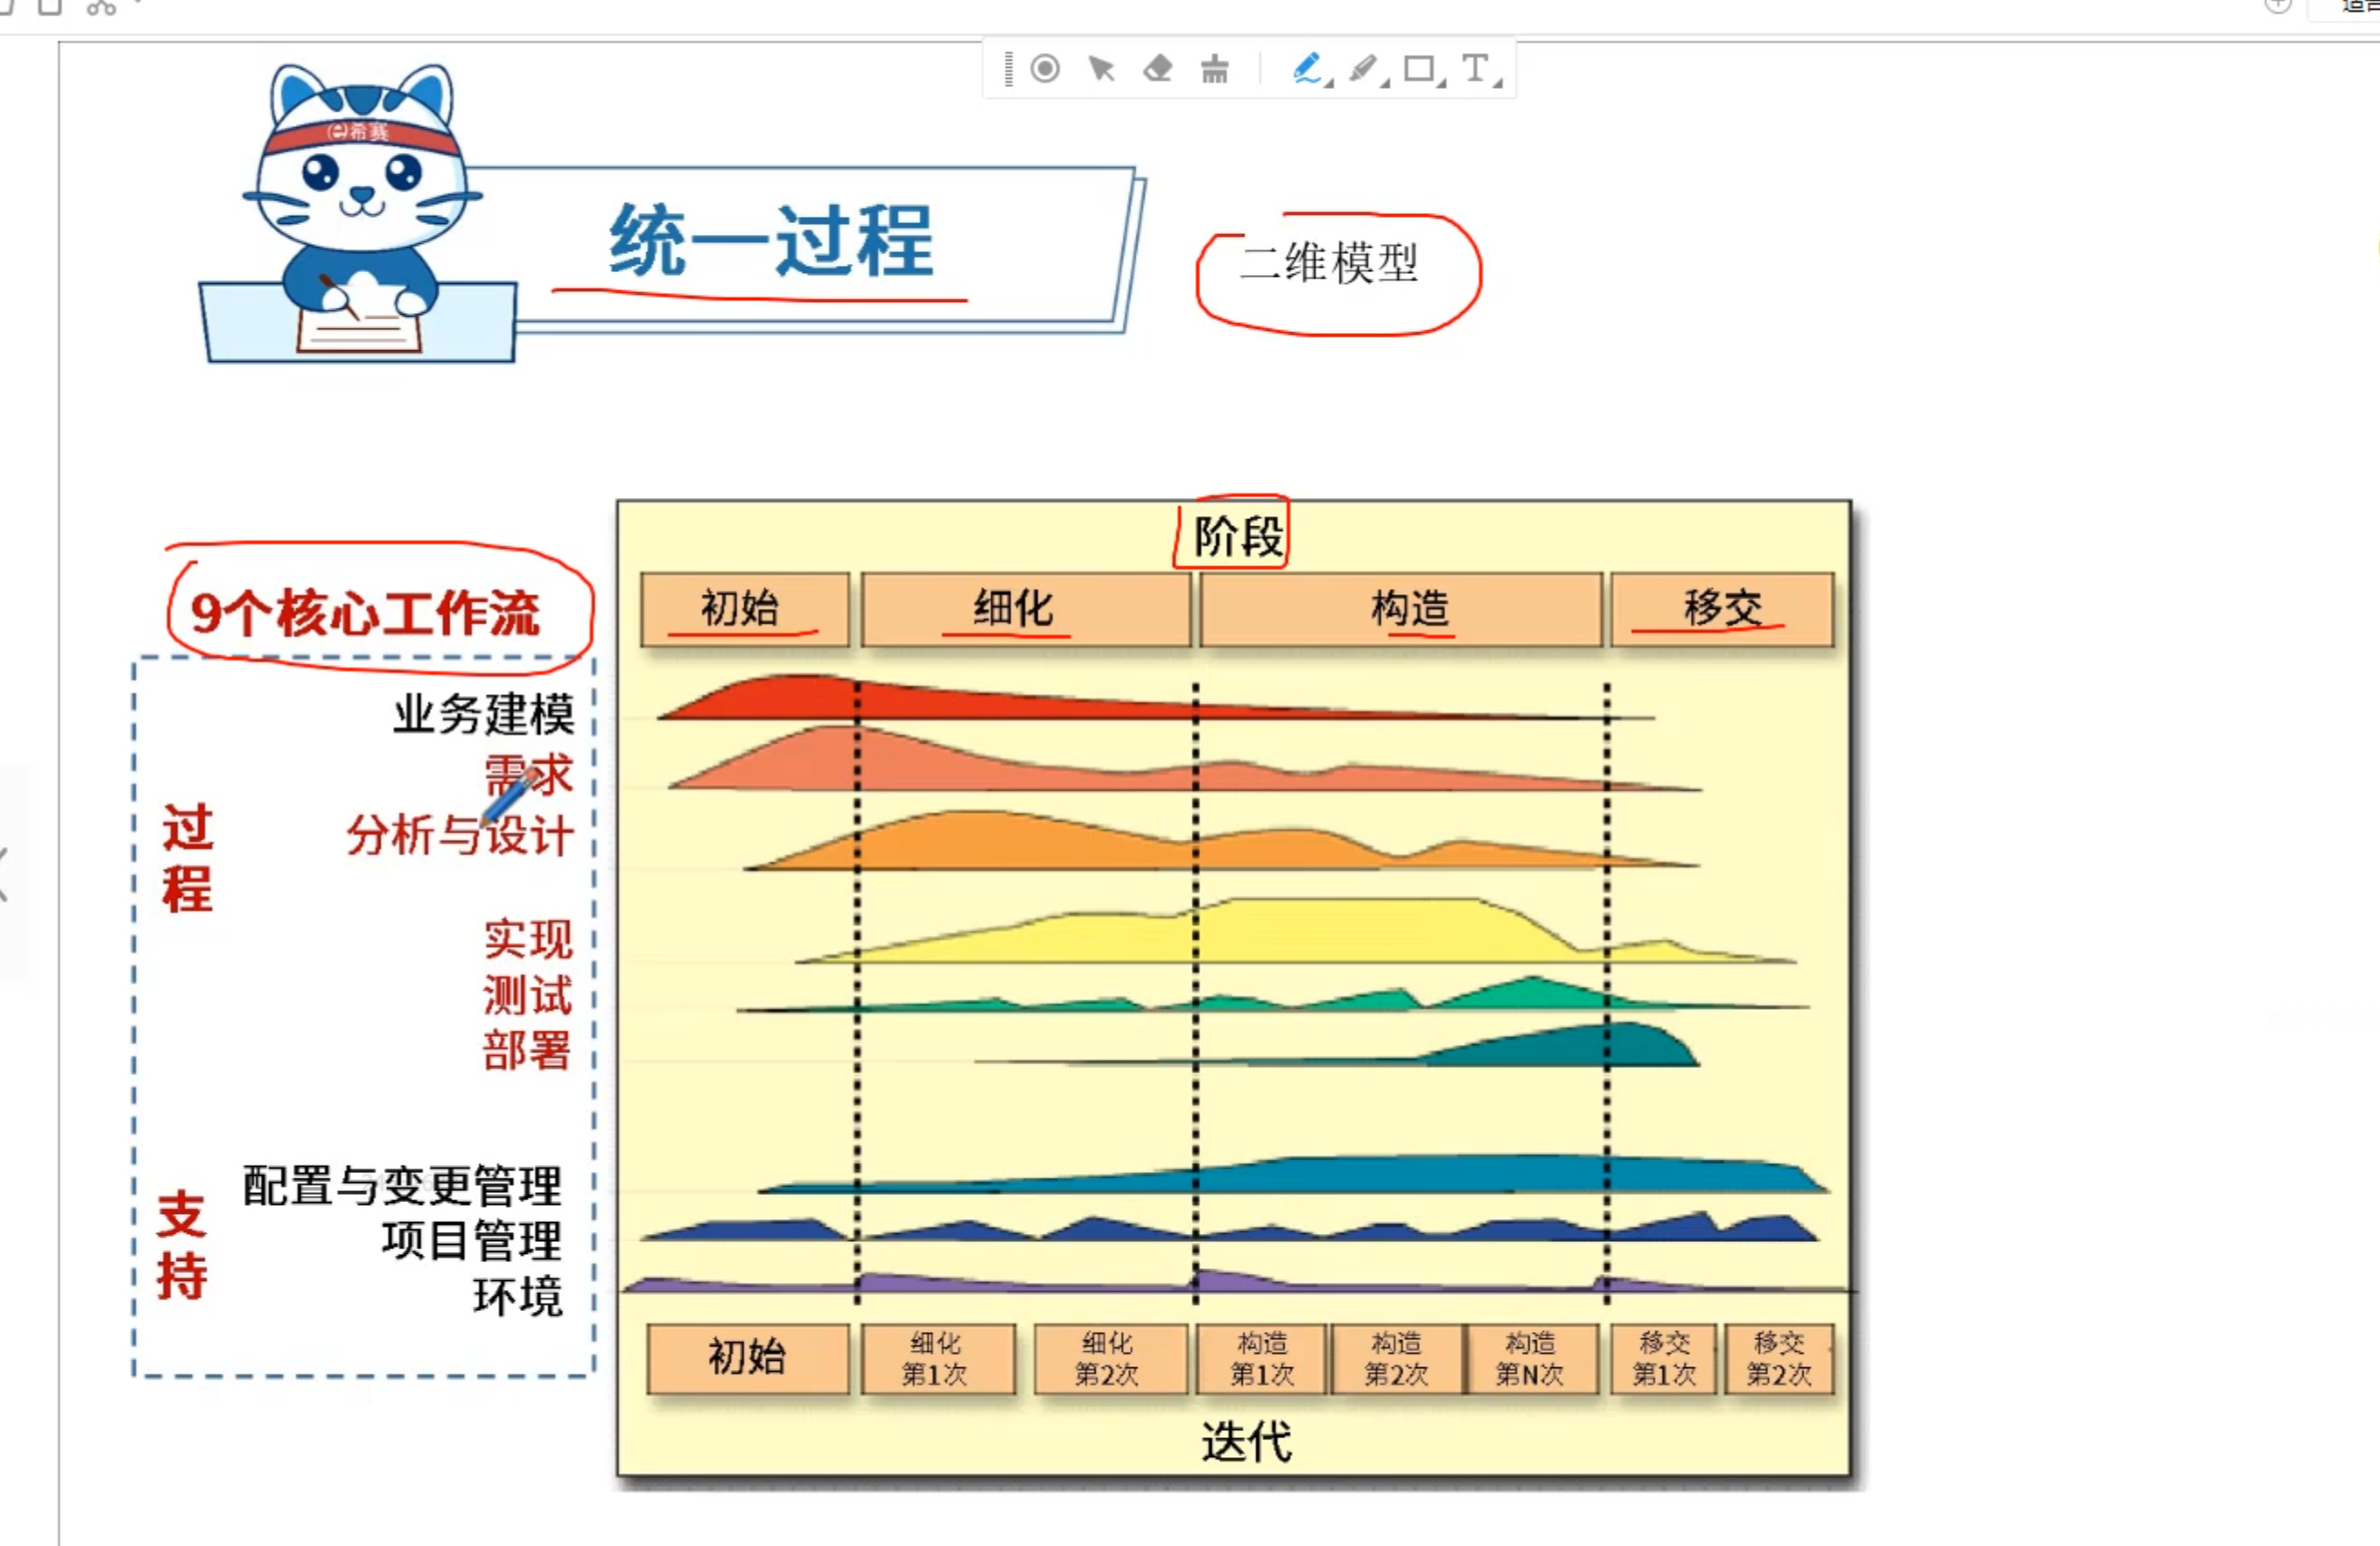 适合
希赛
统一过程
二维模型
阶段
初始 细化 构造 移交
9个核心工作流
过程
业务建模
需求
分析与设计
实现
测试
部署
支持
配置与变更管理
项目管理
环境
初始
细化
第1次
细化
第2次
构造
第1次
构造
第2次
构造
第N次
移交
第1次
移交
第2次
迭代